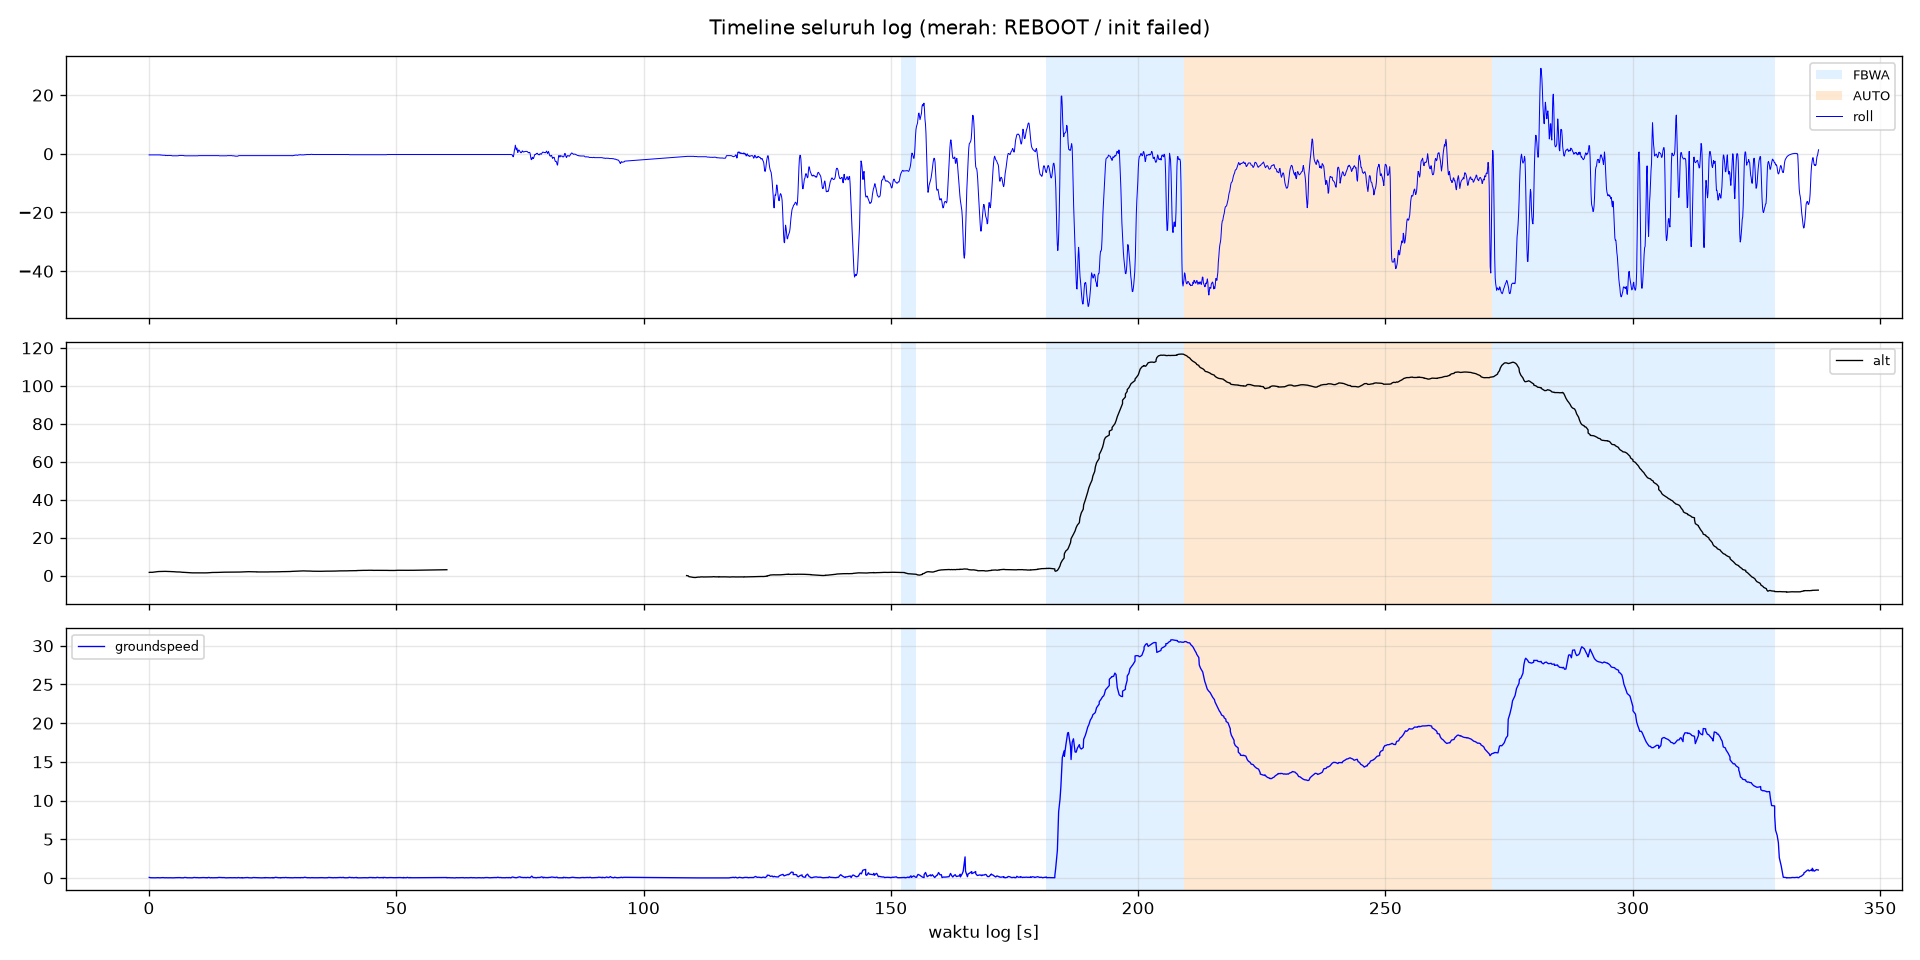 Timeline seluruh log (merah: REBOOT / init failed)
20
0
−20
−40
FBWA
AUTO
roll
120
100
80
60
40
20
0
alt
30
25
20
15
10
5
0
groundspeed
0 50 100 150 200 250 300 350
waktu log [s]